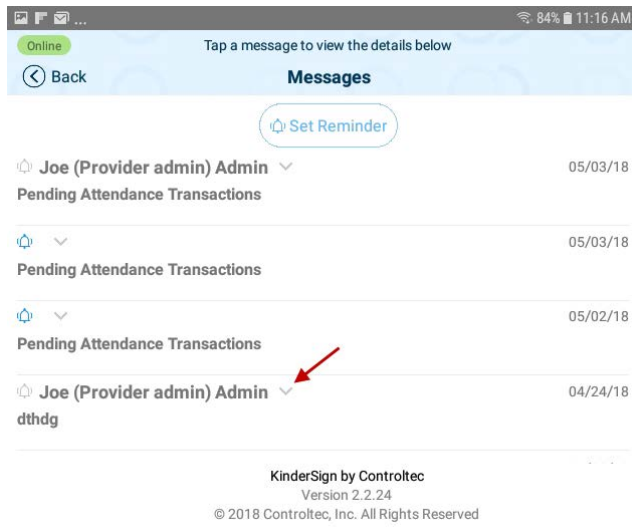 84% 11:16 AM
Online
Tap a message to view the details below
Back
Messages
Set Reminder
Joe (Provider admin) Admin 05/03/18
Pending Attendance Transactions
05/03/18
Pending Attendance Transactions
05/02/18
Pending Attendance Transactions
Joe (Provider admin) Admin 04/24/18
dthdg
KinderSign by Controltec
Version 2.2.24
© 2018 Controltec, Inc. All Rights Reserved